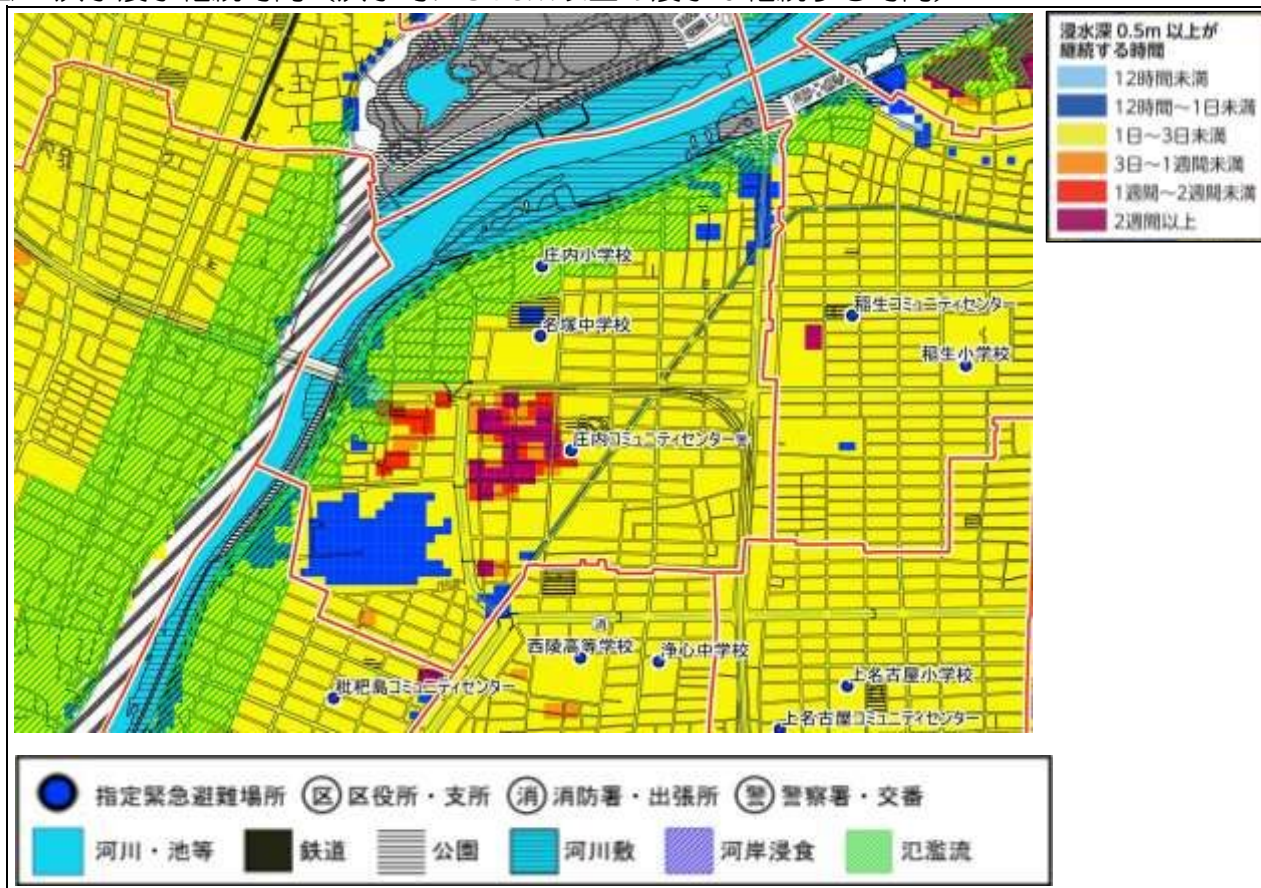 浸水深 0.5m 以上が
継続する時間
12時間未満
12時間～1日未満
1日～3日未満
3日～1週間未満
1週間～2週間未満
2週間以上
庄内小学校
名塚中学校
稲生コミュニティセンター
稲生小学校
庄内コミュニティセンター
消
西陵高等学校
浄心中学校
枇杷島コミュニティセンター
上名古屋小学校
上名古屋コミュニティセンター
指定緊急避難場所 区 区役所・支所 消 消防署・出張所 警 警察署・交番
河川・池等 鉄道 公園 河川敷 河岸浸食 氾濫流